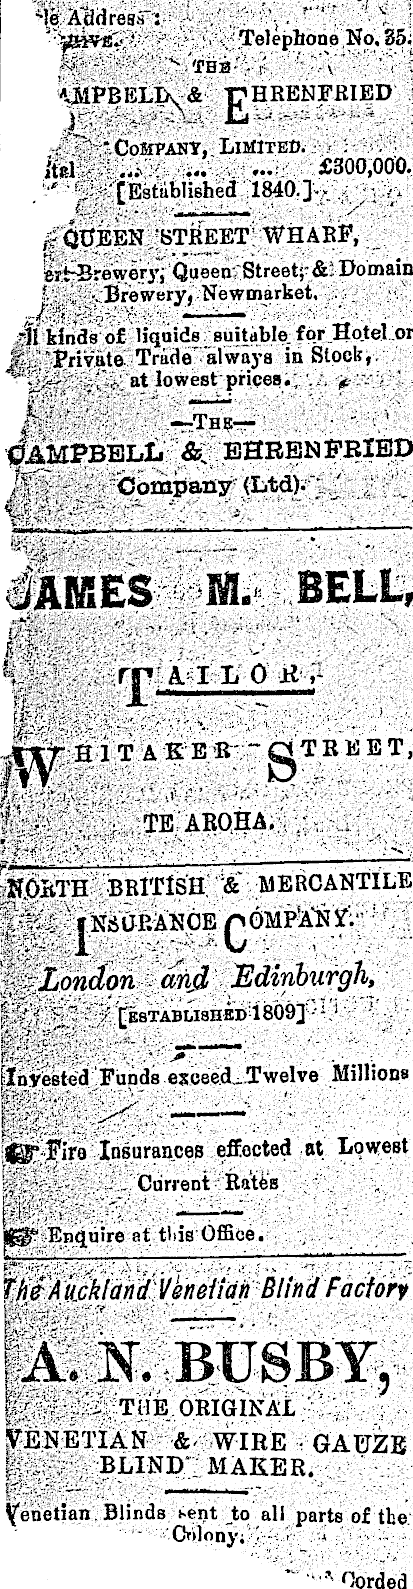 Address:
Telephone No. 35.
THE
AMPBELL & EHRENFRIED
COMPANY, LIMITED.
ital ... ... ... £300,000.
[Established 1840.]
QUEEN STREET WHARF,
ert Brewery, Queen Street, & Domain
Brewery, Newmarket.
ll kinds of liquids suitable for Hotel or
Private Trade always in Stock,
at lowest prices.
—THE—
CAMPBELL & EHRENFRIED
Company (Ltd).
JAMES M. BELL,
TAILOR,
WHITAKER STREET,
TE AROHA.
NORTH BRITISH & MERCANTILE
INSURANCE COMPANY.
London and Edinburgh,
[ESTABLISHED 1809]
Invested Funds exceed Twelve Millions
☞ Fire Insurances effected at Lowest
Current Rates
☞ Enquire at this Office.
The Auckland Venetian Blind Factory
A. N. BUSBY,
THE ORIGINAL
VENETIAN & WIRE GAUZE
BLIND MAKER.
Venetian Blinds sent to all parts of the
Colony.
Corded